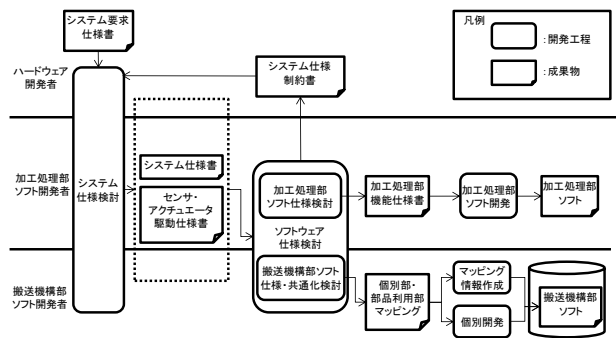 システム要求
仕様書
凡例
:開発工程
:成果物
ハードウェア
開発者
システム仕様
制約書
加工処理部
ソフト開発者
システム
仕様検討
システム仕様書
センサ・
アクチュエータ
駆動仕様書
加工処理部
ソフト仕様検討
ソフトウェア
仕様検討
加工処理部
機能仕様書
加工処理部
ソフト開発
加工処理部
ソフト
搬送機構部
ソフト開発者
搬送機構部ソフト
仕様・共通化検討
個別部・
部品利用部
マッピング
マッピング
情報作成
個別開発
搬送機構部
ソフト